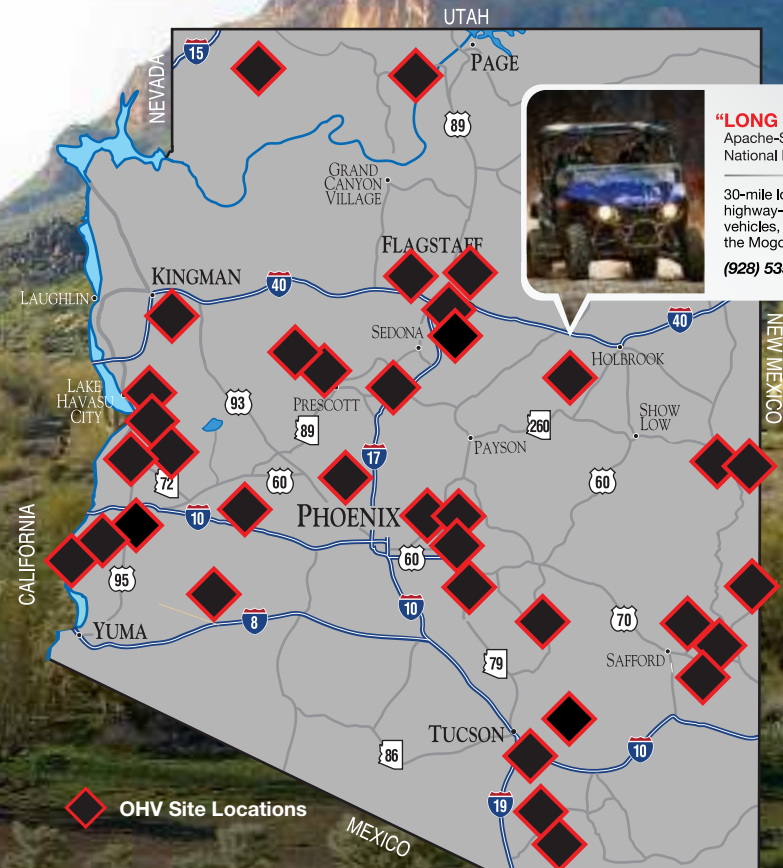 UTAH
15
PAGE
NEVADA
89
"LONG
Apache-S
National
30-mile lo
highway-
vehicles,
the Mogo
(928) 53
GRAND
CANYON
VILLAGE
FLAGSTAFF
KINGMAN
40
LAUGHLIN
40
SEDONA
HOLBROOK
NEW MEXICO
LAKE
HAVASU
CITY
93
PRESCOTT
89
260
SHOW
LOW
PAYSON
17
72
60
60
CALIFORNIA
10
PHOENIX
60
95
10
8
70
YUMA
79
SAFFORD
TUCSON
86
10
19
OHV Site Locations
MEXICO